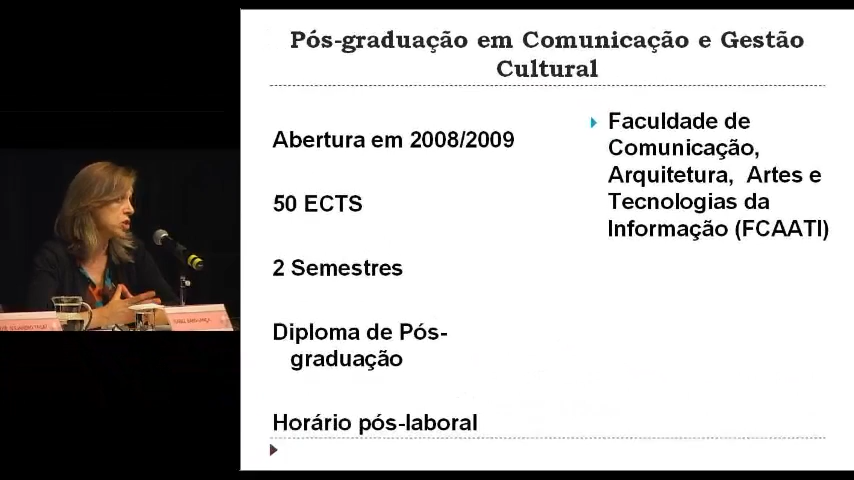 Pós-graduação em Comunicação e Gestão
Cultural
Abertura em 2008/2009
50 ECTS
2 Semestres
Diploma de Pós-
graduação
Horário pós-laboral
Faculdade de
Comunicação,
Arquitetura, Artes e
Tecnologias da
Informação (FCAATI)